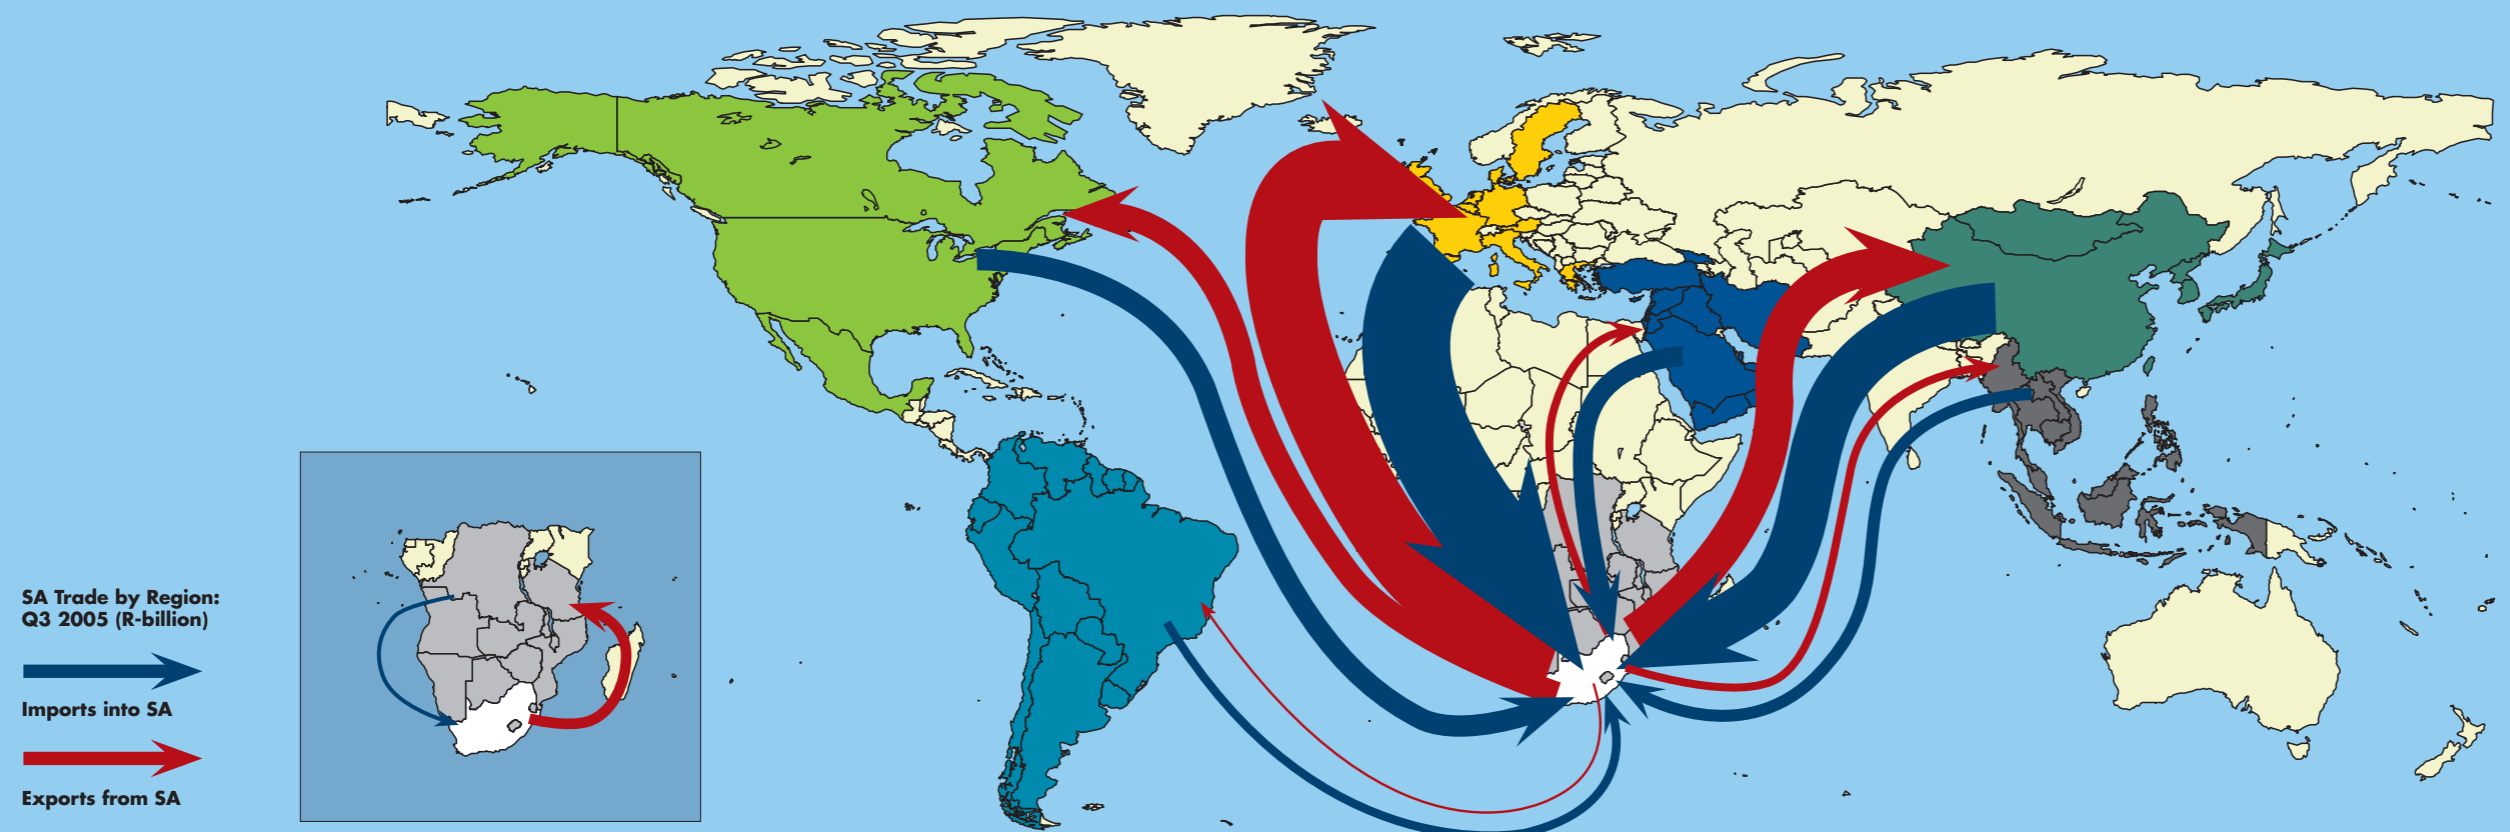 SA Trade by Region:
Q3 2005 (R-billion)
Imports into SA
Exports from SA